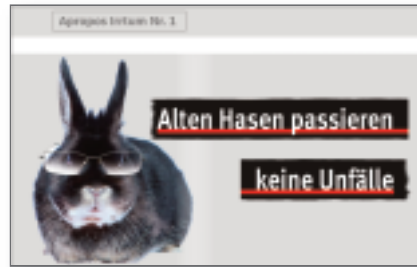 Apropos Irrtum Nr. 1
Alten Hasen passieren
keine Unfälle